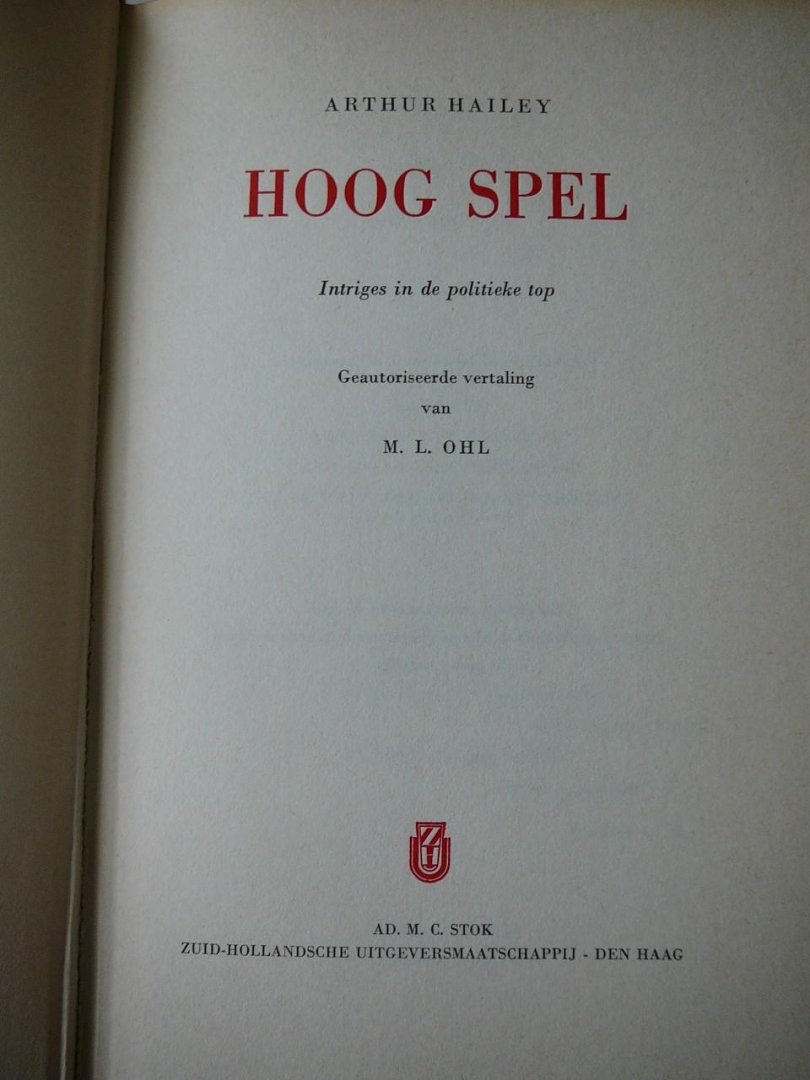 ARTHUR HAILEY
HOOG SPEL
Intriges in de politieke top
Geautoriseerde vertaling
van
M. L. OHL
AD. M. C. STOK
ZUID-HOLLANDSCHE UITGEVERSMAATSCHAPPIJ - DEN HAAG